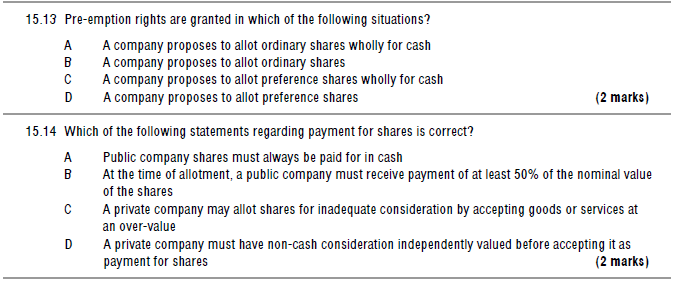 15.13 Pre-emption rights are granted in which of the following situations?
A A company proposes to allot ordinary shares wholly for cash
B A company proposes to allot ordinary shares
C A company proposes to allot preference shares wholly for cash
D A company proposes to allot preference shares (2 marks)
15.14 Which of the following statements regarding payment for shares is correct?
A Public company shares must always be paid for in cash
B At the time of allotment, a public company must receive payment of at least 50% of the nominal value
of the shares
C A private company may allot shares for inadequate consideration by accepting goods or services at
an over-value
D A private company must have non-cash consideration independently valued before accepting it as
payment for shares (2 marks)